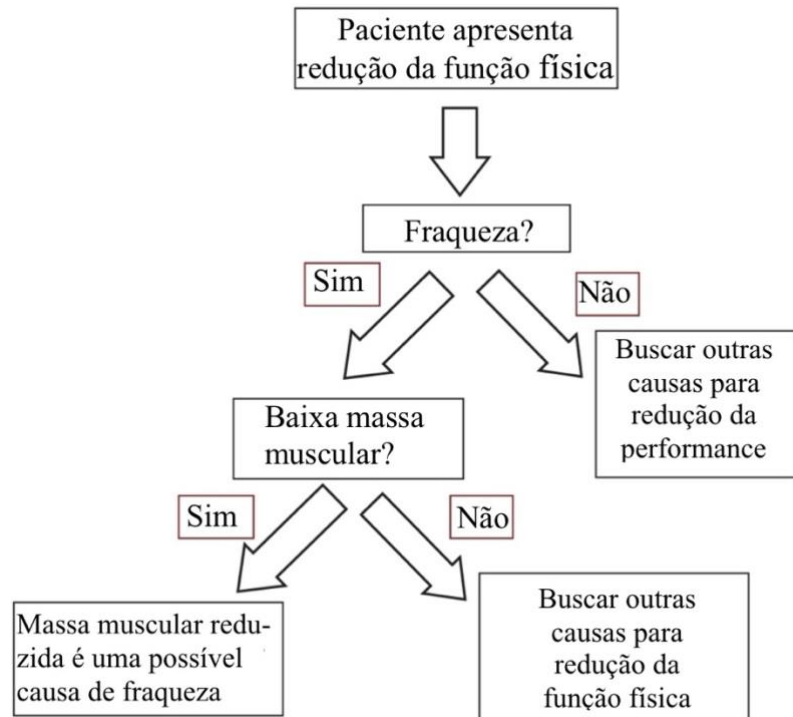 Paciente apresenta
redução da função física
Fraqueza?
Sim
Não
Buscar outras
causas para
redução da
performance
Baixa massa
muscular?
Sim
Não
Massa muscular redu-
zida é uma possível
causa de fraqueza
Buscar outras
causas para
redução da
função física